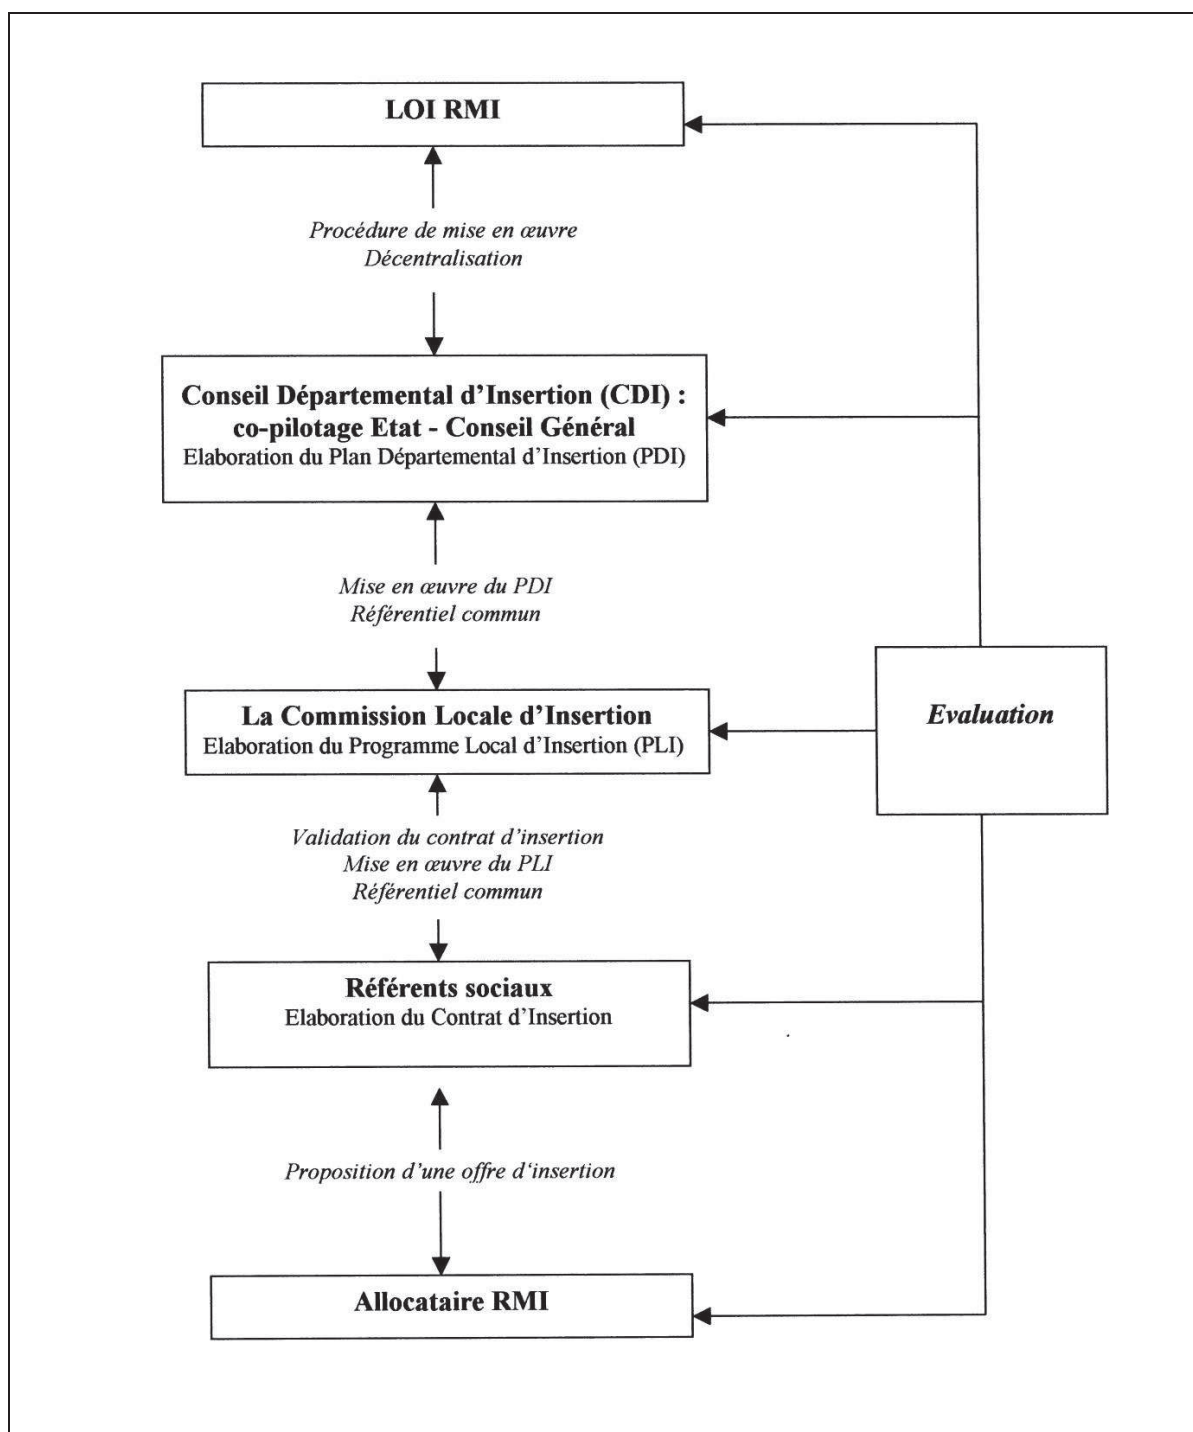 LOI RMI
Procédure de mise en œuvre
Décentralisation
Conseil Départemental d'Insertion (CDI) :
co-pilotage Etat - Conseil Général
Elaboration du Plan Départemental d'Insertion (PDI)
Mise en œuvre du PDI
Référentiel commun
La Commission Locale d'Insertion
Elaboration du Programme Local d'Insertion (PLI)
Evaluation
Validation du contrat d'insertion
Mise en œuvre du PLI
Référentiel commun
Référents sociaux
Elaboration du Contrat d'Insertion
Proposition d'une offre d'insertion
Allocataire RMI